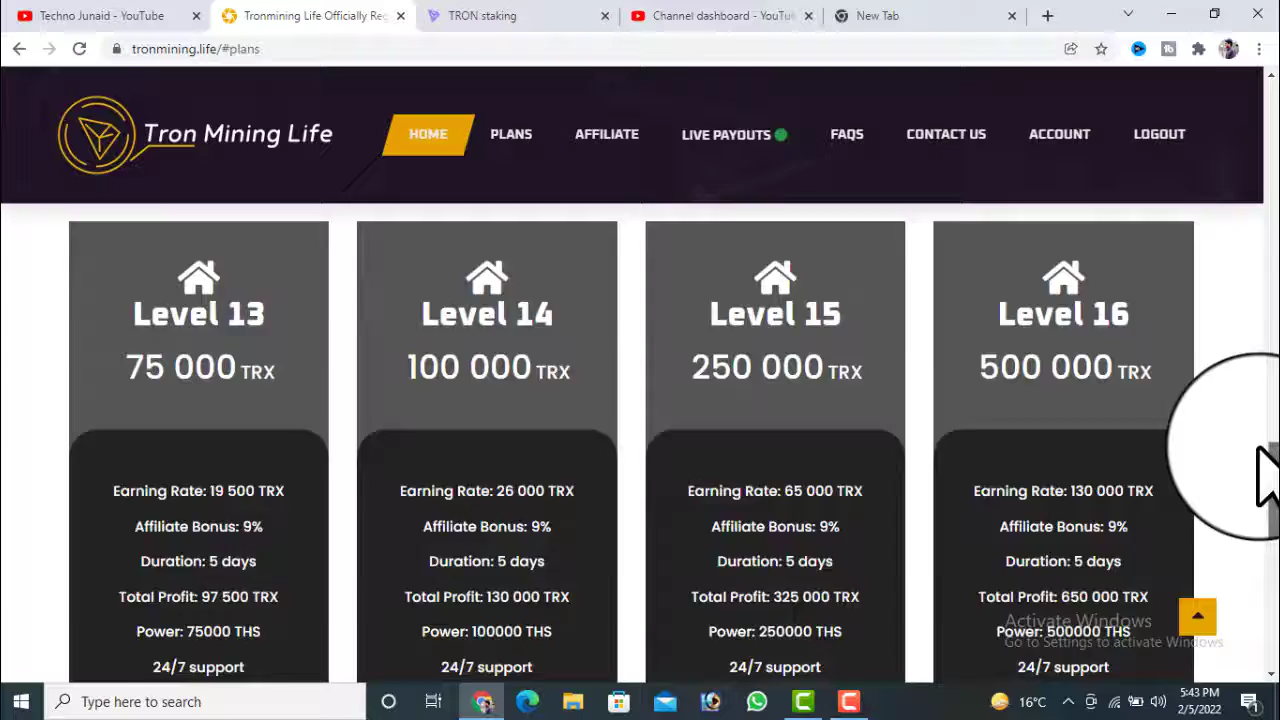 Techno Junaid - YouTube
Tronmining Life Officially Reg
TRON staking
Channel dashboard - YouTu
New Tab
tronmining.life/#plans
Tron Mining Life
HOME
PLANS
AFFILIATE
LIVE PAYOUTS
FAQS
CONTACT US
ACCOUNT
LOGOUT
Level 13
75 000 TRX
Earning Rate: 19 500 TRX
Affiliate Bonus: 9%
Duration: 5 days
Total Profit: 97 500 TRX
Power: 75000 THS
24/7 support
Level 14
100 000 TRX
Earning Rate: 26 000 TRX
Affiliate Bonus: 9%
Duration: 5 days
Total Profit: 130 000 TRX
Power: 100000 THS
24/7 support
Level 15
250 000 TRX
Earning Rate: 65 000 TRX
Affiliate Bonus: 9%
Duration: 5 days
Total Profit: 325 000 TRX
Power: 250000 THS
24/7 support
Level 16
500 000 TRX
Earning Rate: 130 000 TRX
Affiliate Bonus: 9%
Duration: 5 days
Total Profit: 650 000 TRX
Power: 500000 THS
24/7 support
Activate Windows
Go to Settings to activate Windows.
Type here to search
16°C
5:43 PM
2/5/2022
1